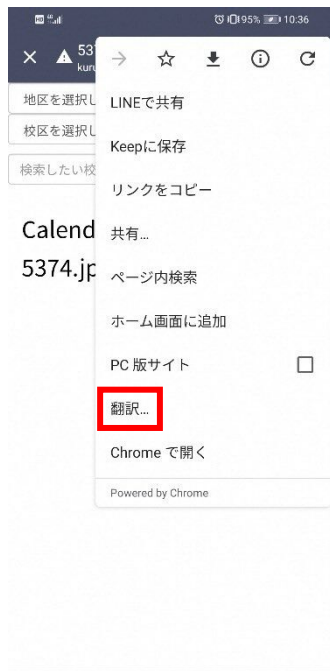 95% 10:36
53
kuru
地区を選択し
校区を選択し
検索したい校
Calend
5374.jp
LINEで共有
Keepに保存
リンクをコピー
共有...
ページ内検索
ホーム画面に追加
PC 版サイト
翻訳...
Chrome で開く
Powered by Chrome